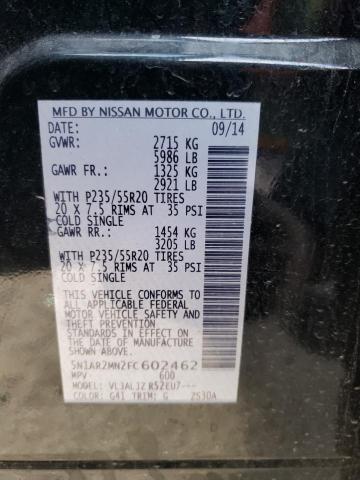 MFD BY NISSAN MOTOR CO., LTD.
DATE: 09/14
GVWR: 2715 KG
5986 LB
GAWR FR.: 1325 KG
2921 LB
WITH P235/55R20 TIRES
20 X 7.5 RIMS AT 35 PSI
COLD SINGLE
GAWR RR.: 1454 KG
3205 LB
WITH P235/55R20 TIRES
20 X 7.5 RIMS AT 35 PSI
COLD SINGLE
THIS VEHICLE CONFORMS TO
ALL APPLICABLE FEDERAL
MOTOR VEHICLE SAFETY
STANDARDS IN EFFECT ON
THE DATE OF MANUFACTURE
SHOWN ABOVE.
5N1AR2MN2FC602462
MPV 600
MODEL: VL3ALJZ R52EU7---
COLOR: G41 TRIM: G 2S30A